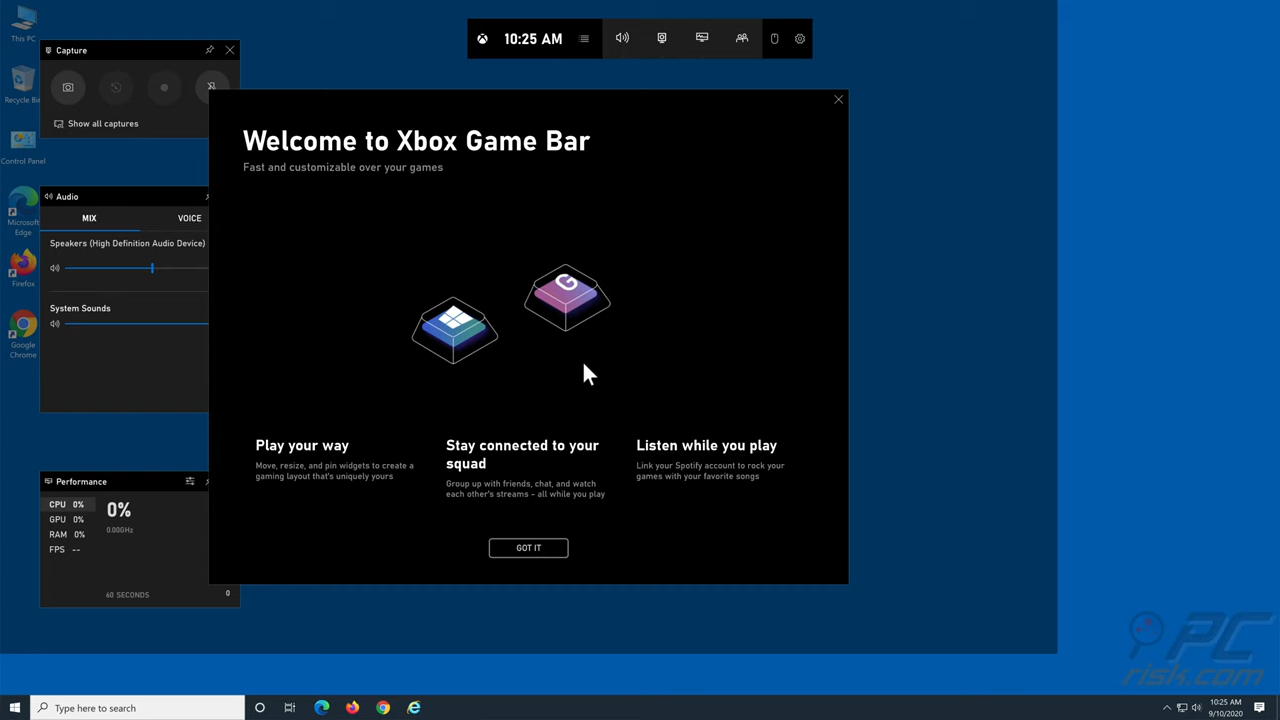 This PC
Recycle Bin
Control Panel
Microsoft
Edge
Firefox
Google
Chrome
Capture
Show all captures
10:25 AM
Audio
MIX VOICE
Speakers (High Definition Audio Device)
System Sounds
Performance
CPU 0%
GPU 0%
RAM 0%
FPS --
0%
0.00GHz
60 SECONDS 0
Welcome to Xbox Game Bar
Fast and customizable over your games
G
Play your way
Move, resize, and pin widgets to create a
gaming layout that's uniquely yours
Stay connected to your
squad
Group up with friends, chat, and watch
each other's streams - all while you play
Listen while you play
Link your Spotify account to rock your
games with your favorite songs
GOT IT
PC
risk.com
Type here to search
10:25 AM
9/10/2020